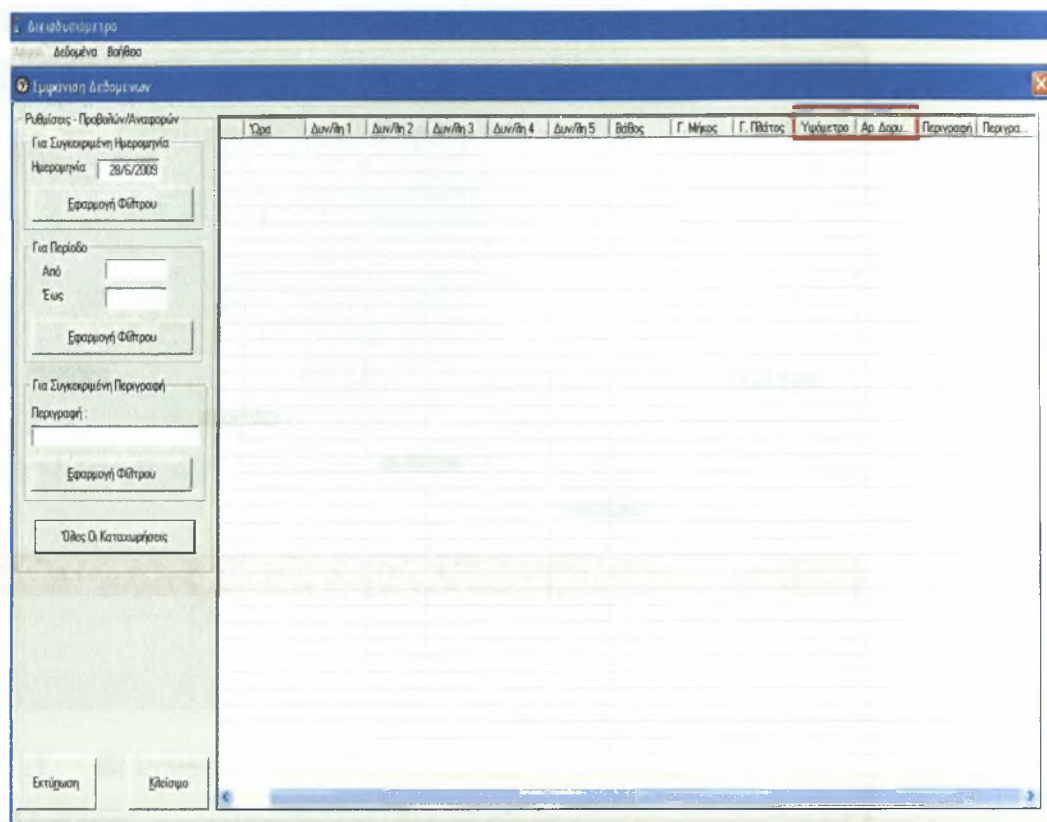 Διεισδυσιόμετρο
Αρχείο Δεδομένα Βοήθεια
Εμφάνιση Δεδομένων
Ρυθμίσεις - Προβολών/Αναφορών
Για Συγκεκριμένη Ημερομηνία
Ημερομηνία 28/6/2009
Εφαρμογή Φίλτρου
Για Περίοδο
Από
Έως
Εφαρμογή Φίλτρου
Για Συγκεκριμένη Περιγραφή
Περιγραφή :
Εφαρμογή Φίλτρου
Όλες Οι Καταχωρήσεις
Εκτύπωση Κλείσιμο
Ώρα Δυν/λη 1 Δυν/λη 2 Δυν/λη 3 Δυν/λη 4 Δυν/λη 5 Βάθος Γ. Μήκος Γ. Πλάτος Υψόμετρο Αρ. Δορυ... Περιγραφή Περιγρα...